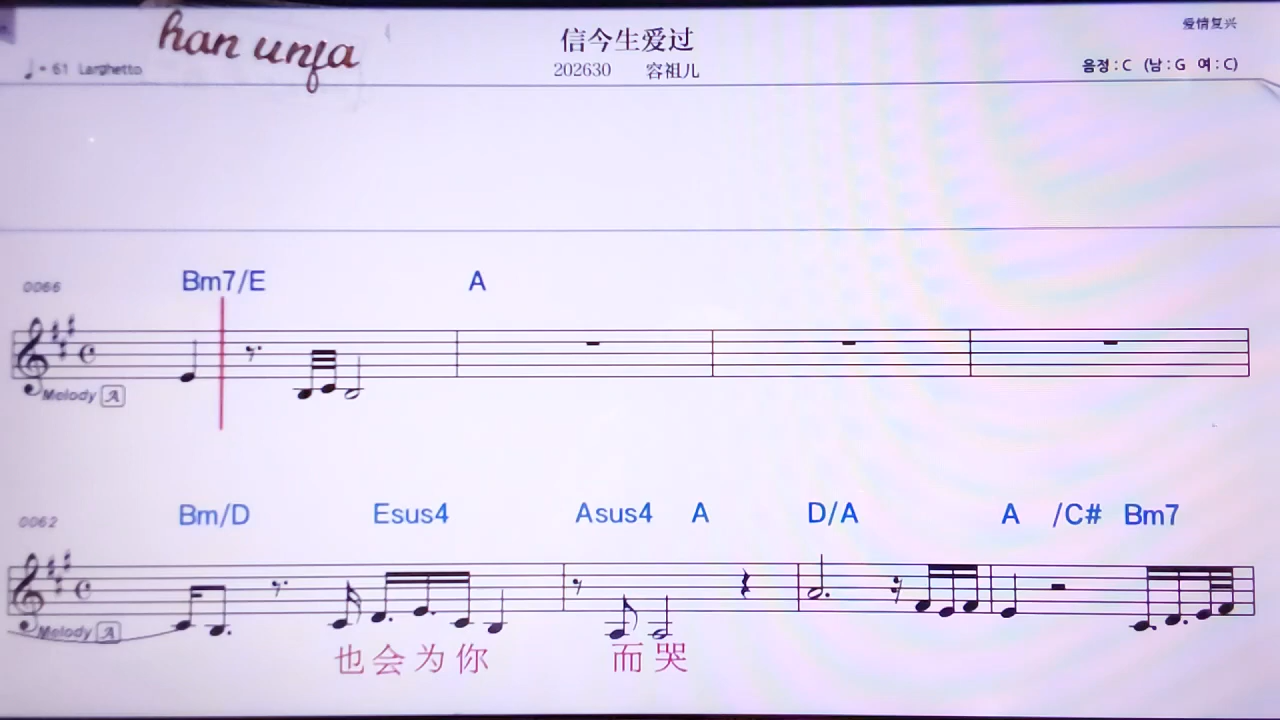 han unfa
信今生爱过
爱情复兴
♩= 61 Larghetto
202630 容祖儿
음정 : C (남 : G 여 : C)
0066 Bm7/E A
Melody A
0062 Bm/D Esus4 Asus4 A D/A A /C# Bm7
Melody A
也会为你 而哭